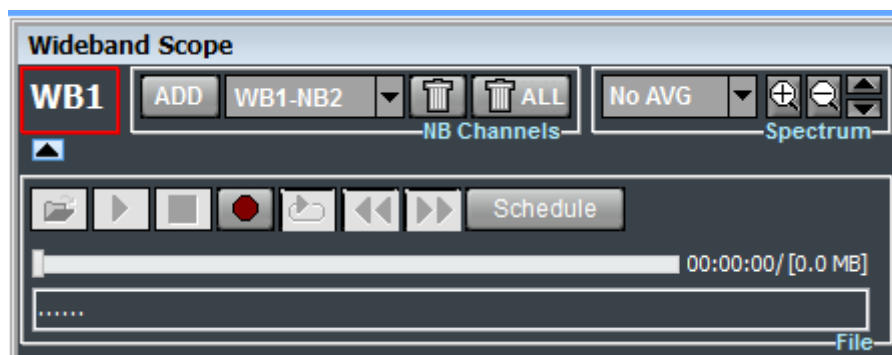 Wideband Scope
WB1 ADD WB1-NB2 ALL No AVG
NB Channels Spectrum
Schedule
00:00:00/ [0.0 MB]
......
File